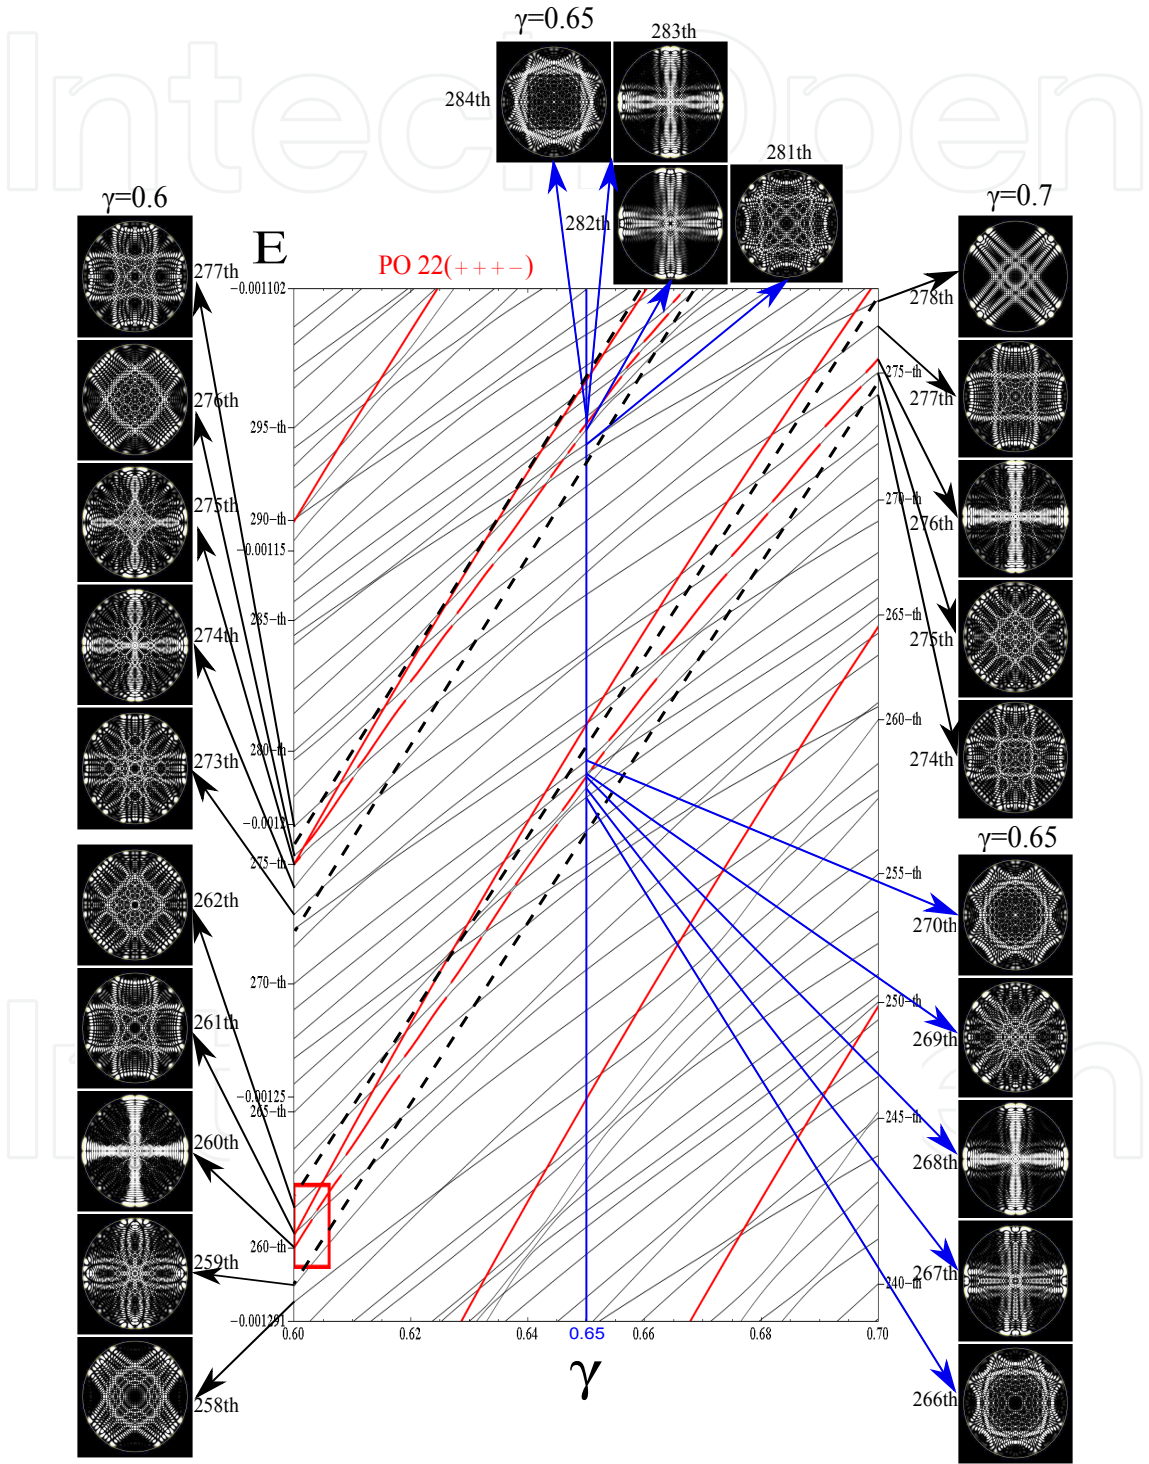 IntechOpen
γ=0.65
283th
284th
281th
282th
γ=0.6
γ=0.7
E
PO 22(+++−)
277th
276th
275th
274th
273th
262th
261th
260th
259th
258th
−0.001102
295-th
290-th
−0.00115
285-th
280-th
−0.0012
275-th
270-th
−0.00125
265-th
260-th
−0.001291
0.60
0.62
0.64
0.65
0.66
0.68
0.70
γ
275-th
270-th
265-th
260-th
255-th
250-th
245-th
240-th
278th
277th
276th
275th
274th
γ=0.65
270th
269th
268th
267th
266th
IntechOpen